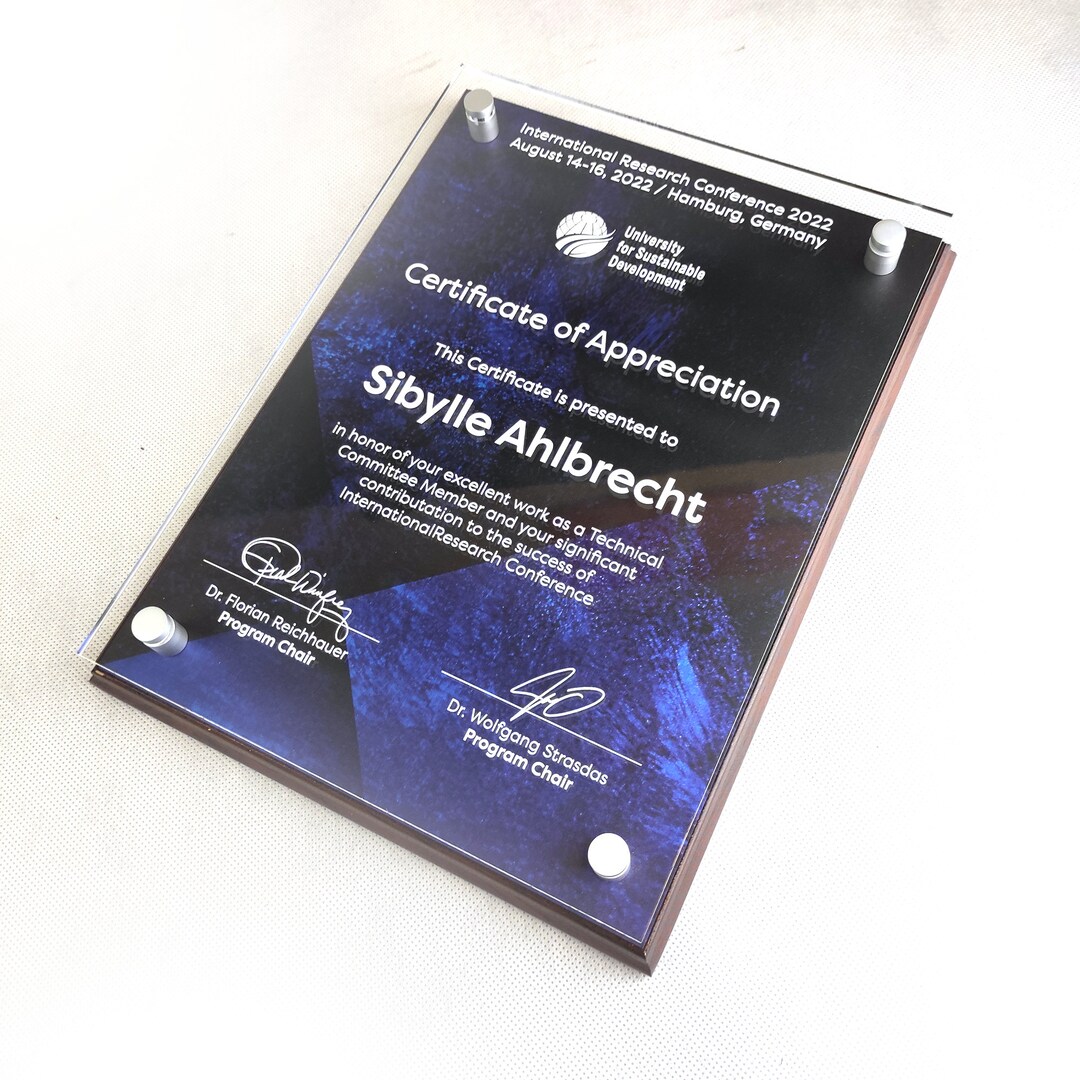 International Research Conference 2022
August 14-16, 2022 / Hamburg, Germany
University
for Sustainable
Development
Certificate of Appreciation
This Certificate is presented to
Sibylle Ahlbrecht
in honor of your excellent work as a Technical
Committee Member and your significant
contributation to the success of
InternationalResearch Conference
Dr. Florian Reichhauer
Program Chair
Dr. Wolfgang Strasdas
Program Chair